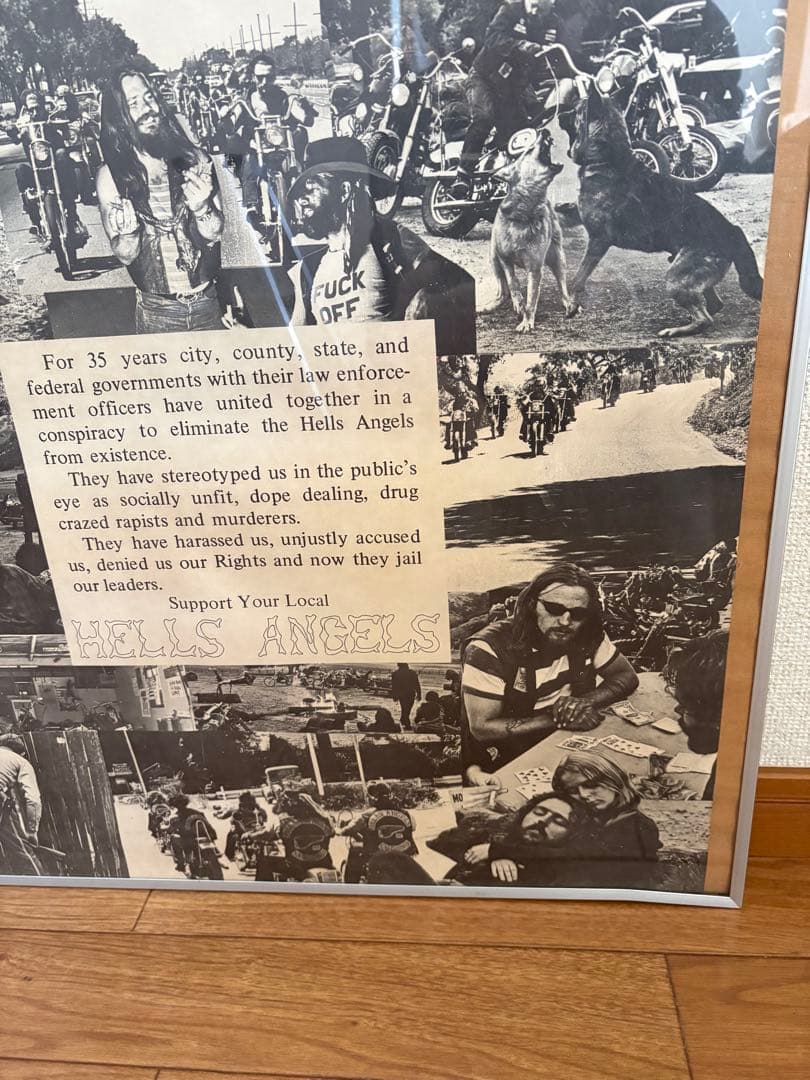 FUCK
OFF
For 35 years city, county, state, and
federal governments with their law enforce-
ment officers have united together in a
conspiracy to eliminate the Hells Angels
from existence.
They have stereotyped us in the public's
eye as socially unfit, dope dealing, drug
crazed rapists and murderers.
They have harassed us, unjustly accused
us, denied us our Rights and now they jail
our leaders.
Support Your Local
HELLS ANGELS
MO